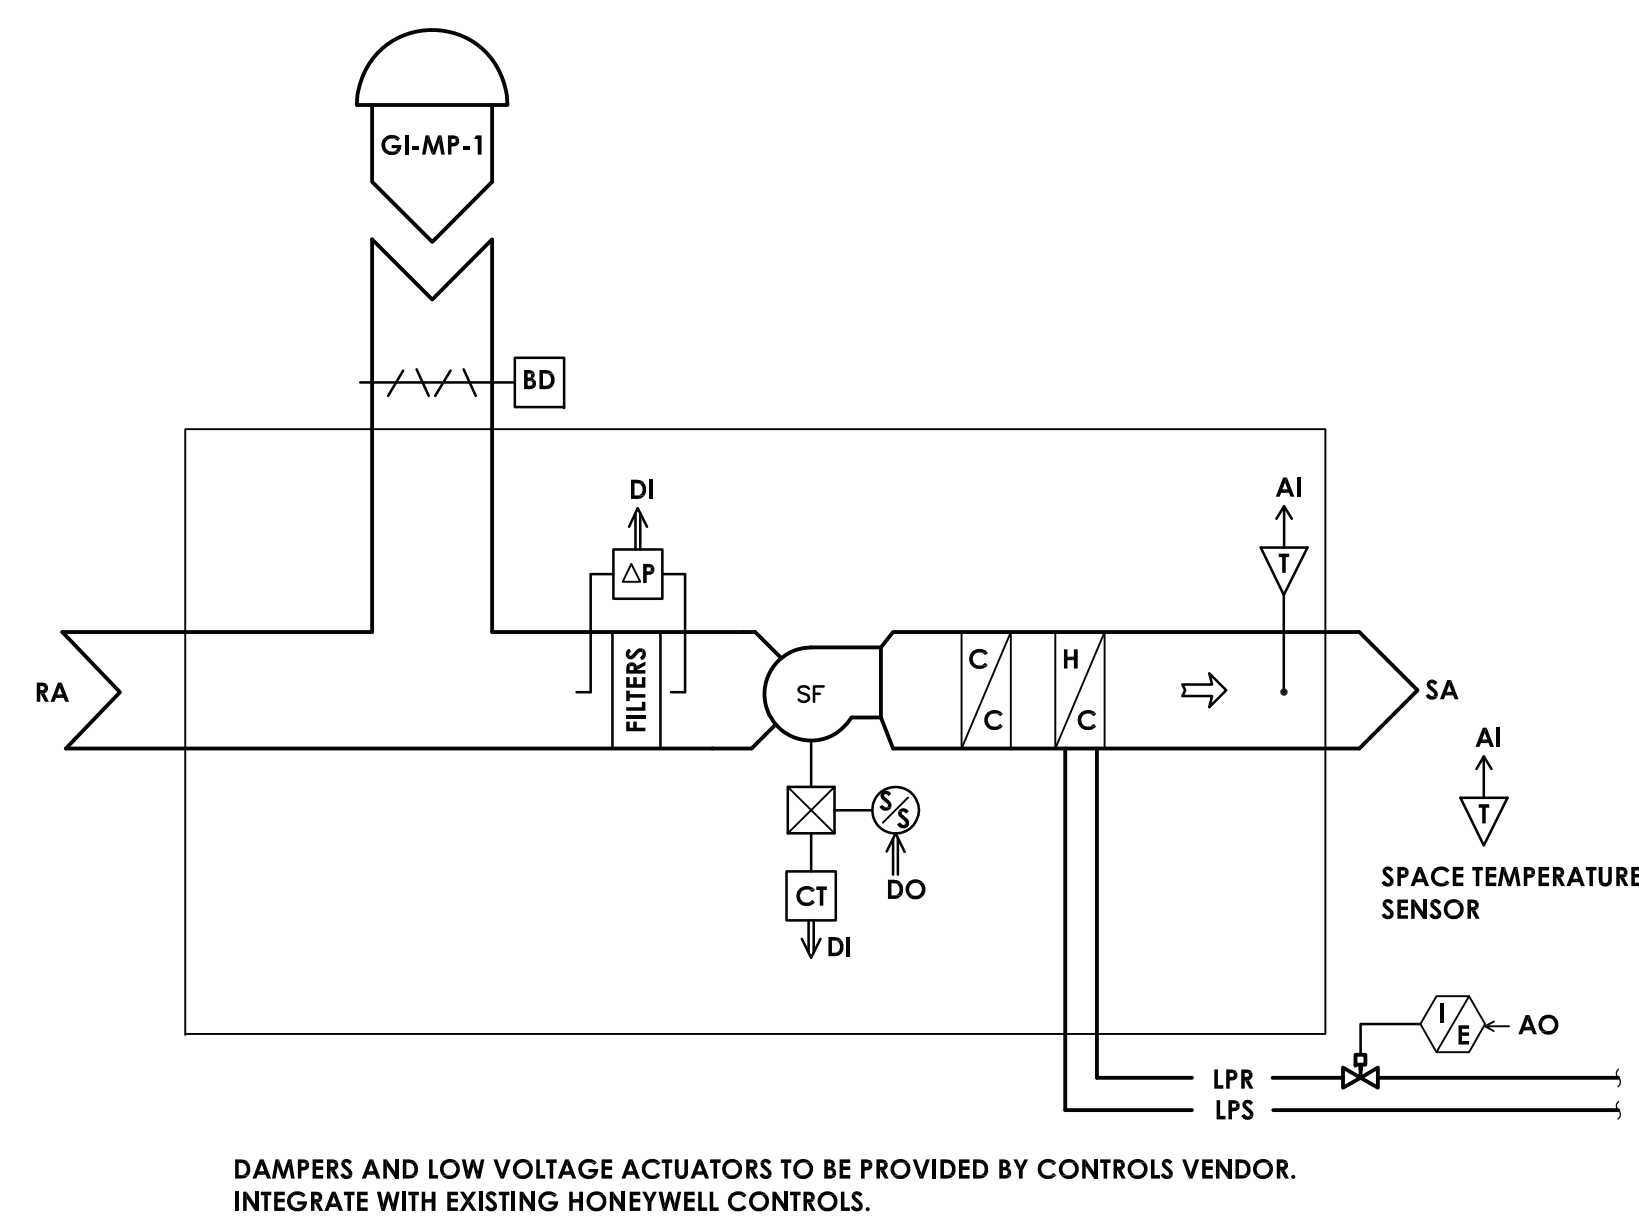 GI-MP-1
BD
DI
△P
AI
T
RA
FILTERS
SF
C
C
H
C
SA
AI
T
SPACE TEMPERATURE
SENSOR
S/S
DO
CT
DI
I/E
AO
LPR
LPS
DAMPERS AND LOW VOLTAGE ACTUATORS TO BE PROVIDED BY CONTROLS VENDOR.
INTEGRATE WITH EXISTING HONEYWELL CONTROLS.